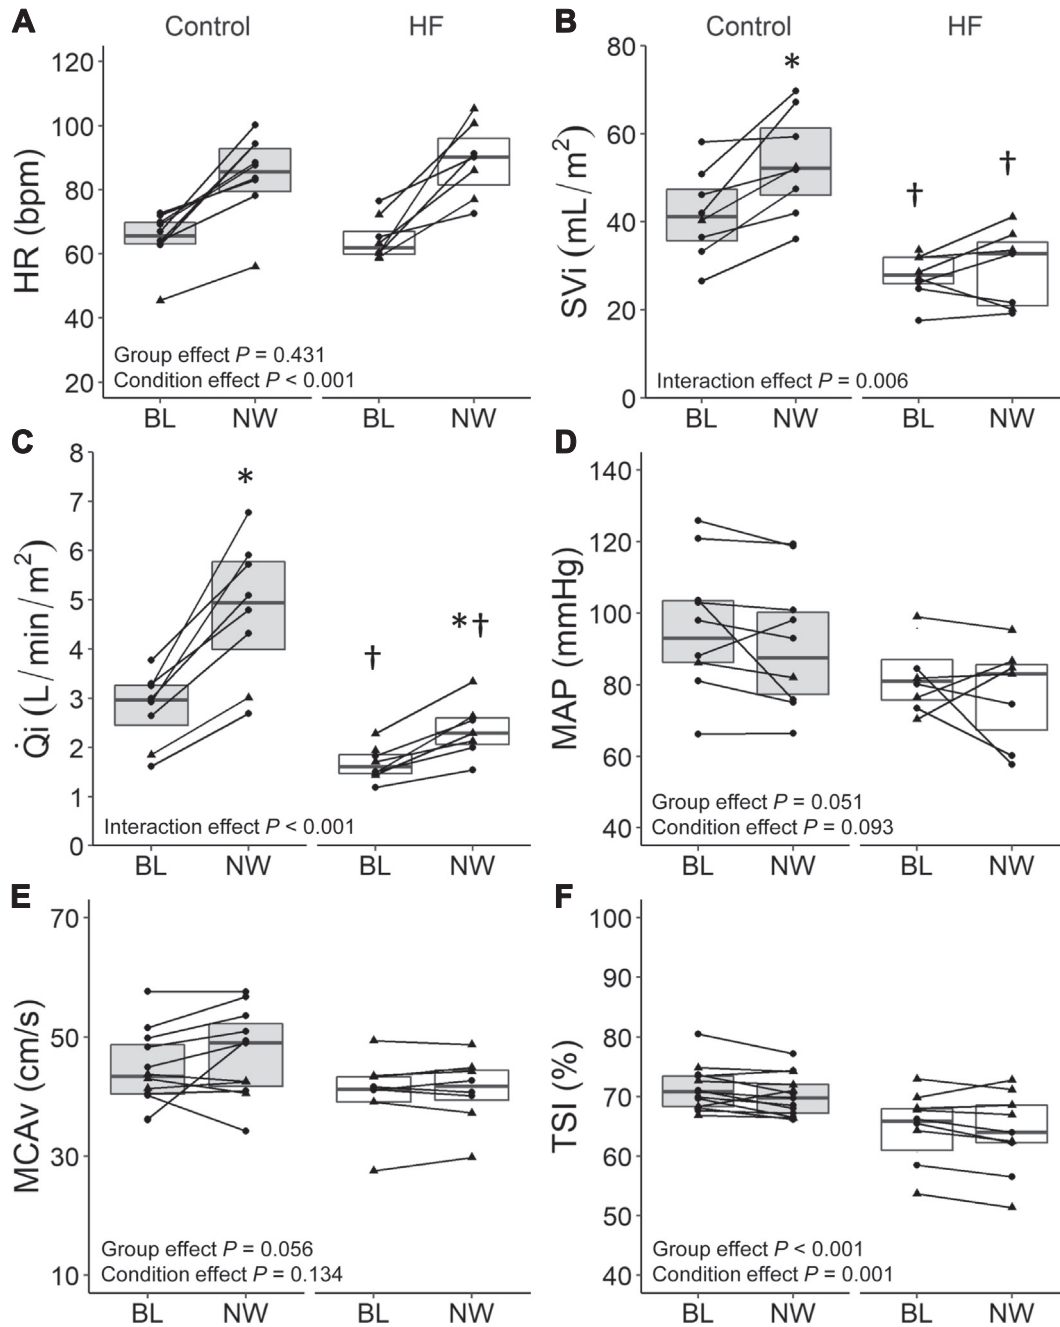 A
Control
HF
HR (bpm)
120
100
80
60
40
20
Group effect P = 0.431
Condition effect P < 0.001
BL
NW
BL
NW
B
Control
HF
SVi (mL/m²)
80
60
40
20
0
*
†
†
Interaction effect P = 0.006
BL
NW
BL
NW
C
Q̇i (L/min/m²)
8
7
6
5
4
3
2
1
0
*
†
*†
Interaction effect P < 0.001
BL
NW
BL
NW
D
MAP (mmHg)
140
120
100
80
60
40
Group effect P = 0.051
Condition effect P = 0.093
BL
NW
BL
NW
E
MCAv (cm/s)
70
50
30
10
Group effect P = 0.056
Condition effect P = 0.134
BL
NW
BL
NW
F
TSI (%)
100
90
80
70
60
50
40
Group effect P < 0.001
Condition effect P = 0.001
BL
NW
BL
NW